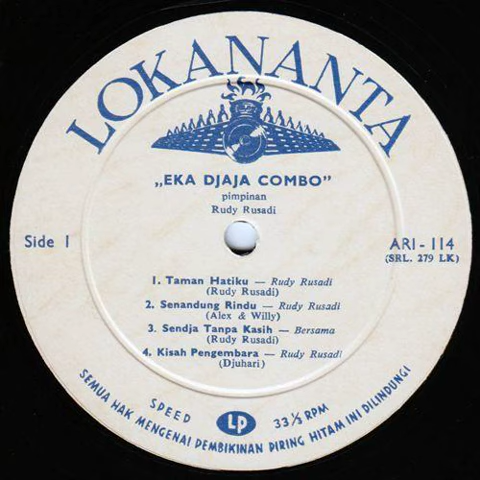 LOKANANTA
„EKA DJAJA COMBO”
pimpinan
Rudy Rusadi
Side 1
ARI - 114
(SRL. 279 LK)
1. Taman Hatiku — Rudy Rusadi
(Rudy Rusadi)
2. Senandung Rindu — Rudy Rusadi
(Alex & Willy)
3. Sendja Tanpa Kasih — Bersama
(Rudy Rusadi)
4. Kisah Pengembara — Rudy Rusadi
(Djuhari)
SPEED LP 33⅓ RPM
SEMUA HAK MENGENAI PEMBIKINAN PIRING HITAM INI DILINDUNGI